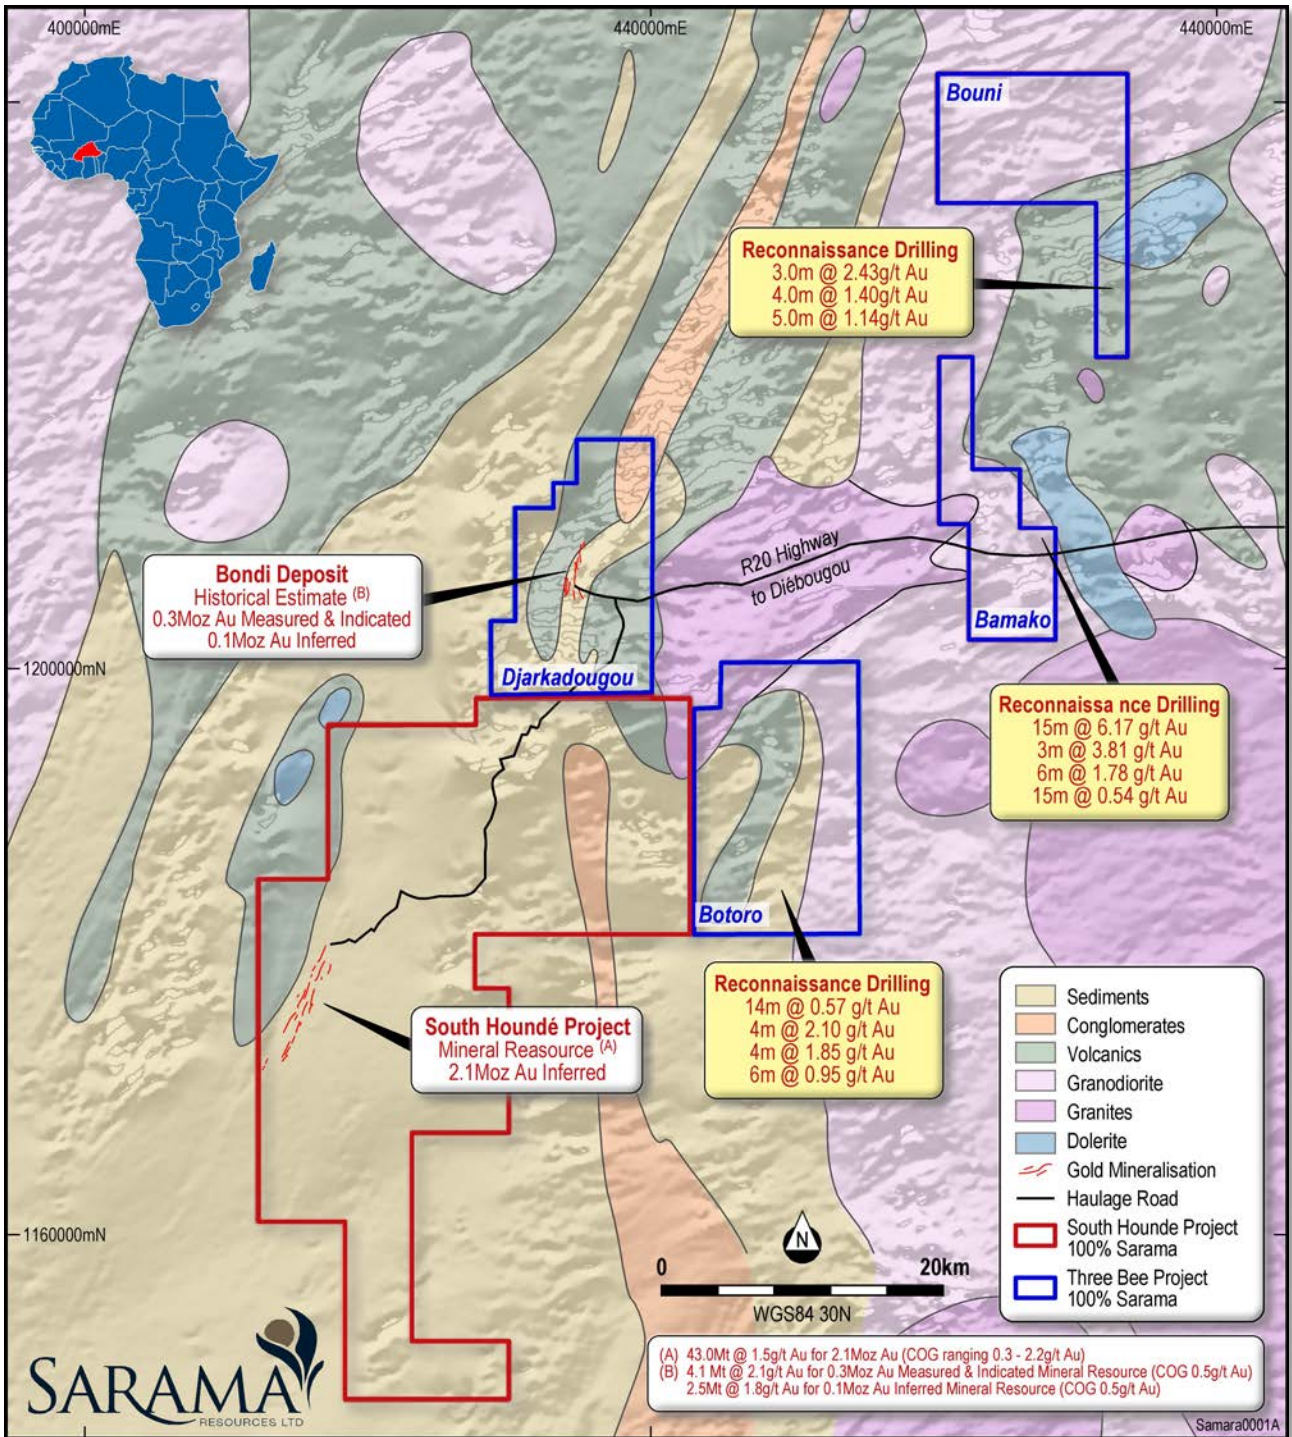 400000mE
440000mE
440000mE
Bouni
Reconnaissance Drilling
3.0m @ 2.43g/t Au
4.0m @ 1.40g/t Au
5.0m @ 1.14g/t Au
R20 Highway
to Diébougou
Bondi Deposit
Historical Estimate (B)
0.3Moz Au Measured & Indicated
0.1Moz Au Inferred
Bamako
1200000mN
Djarkadougou
Reconnaissa nce Drilling
15m @ 6.17 g/t Au
3m @ 3.81 g/t Au
6m @ 1.78 g/t Au
15m @ 0.54 g/t Au
Botoro
Reconnaissance Drilling
14m @ 0.57 g/t Au
4m @ 2.10 g/t Au
4m @ 1.85 g/t Au
6m @ 0.95 g/t Au
South Houndé Project
Mineral Reasource (A)
2.1Moz Au Inferred
Sediments
Conglomerates
Volcanics
Granodiorite
Granites
Dolerite
Gold Mineralisation
Haulage Road
South Hounde Project
100% Sarama
Three Bee Project
100% Sarama
1160000mN
N
0 20km
WGS84 30N
SARAMA
RESOURCES LTD
(A) 43.0Mt @ 1.5g/t Au for 2.1Moz Au (COG ranging 0.3 - 2.2g/t Au)
(B) 4.1 Mt @ 2.1g/t Au for 0.3Moz Au Measured & Indicated Mineral Resource (COG 0.5g/t Au)
2.5Mt @ 1.8g/t Au for 0.1Moz Au Inferred Mineral Resource (COG 0.5g/t Au)
Samara0001A